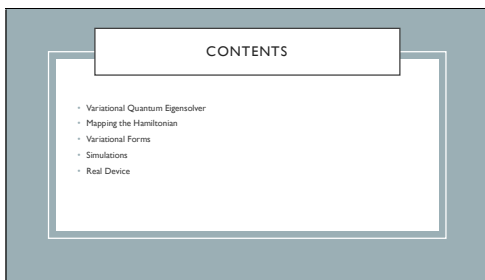 CONTENTS
• Variational Quantum Eigensolver
• Mapping the Hamiltonian
• Variational Forms
• Simulations
• Real Device